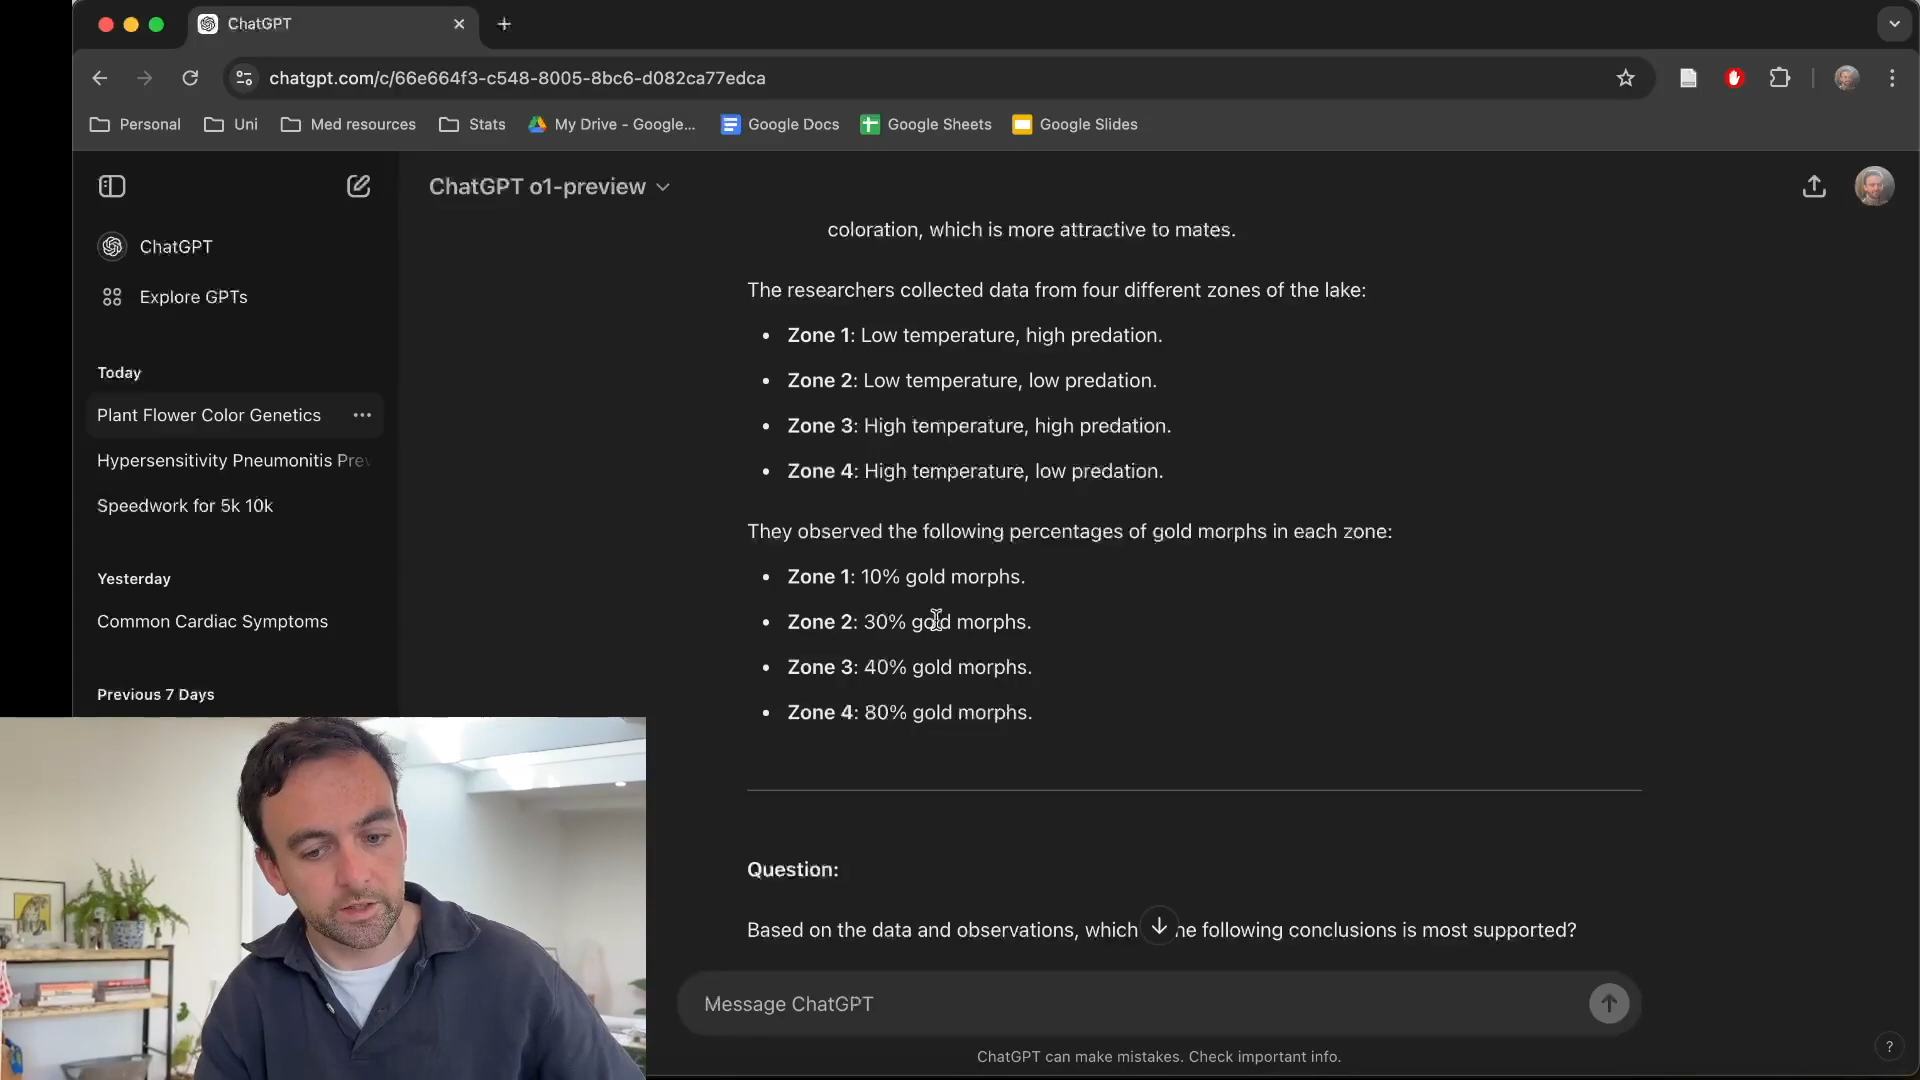 ChatGPT
chatgpt.com/c/66e664f3-c548-8005-8bc6-d082ca77edca
Personal
Uni
Med resources
Stats
My Drive - Google...
Google Docs
Google Sheets
Google Slides
ChatGPT o1-preview
ChatGPT
Explore GPTs
Today
Plant Flower Color Genetics
Hypersensitivity Pneumonitis Prev
Speedwork for 5k 10k
Yesterday
Common Cardiac Symptoms
Previous 7 Days
coloration, which is more attractive to mates.
The researchers collected data from four different zones of the lake:
• Zone 1: Low temperature, high predation.
• Zone 2: Low temperature, low predation.
• Zone 3: High temperature, high predation.
• Zone 4: High temperature, low predation.
They observed the following percentages of gold morphs in each zone:
• Zone 1: 10% gold morphs.
• Zone 2: 30% gold morphs.
• Zone 3: 40% gold morphs.
• Zone 4: 80% gold morphs.
Question:
Based on the data and observations, which he following conclusions is most supported?
Message ChatGPT
ChatGPT can make mistakes. Check important info.
?